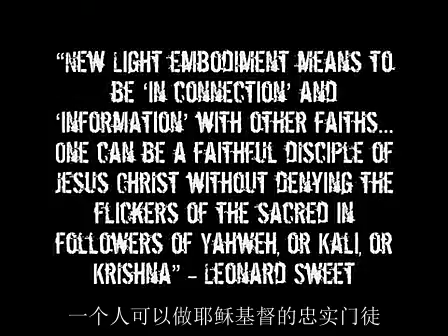 “NEW LIGHT EMBODIMENT MEANS TO
BE ‘IN CONNECTION’ AND
‘INFORMATION’ WITH OTHER FAITHS...
ONE CAN BE A FAITHFUL DISCIPLE OF
JESUS CHRIST WITHOUT DENYING THE
FLICKERS OF THE SACRED IN
FOLLOWERS OF YAHWEH, OR KALI, OR
KRISHNA” – LEONARD SWEET
一个人可以做耶稣基督的忠实门徒